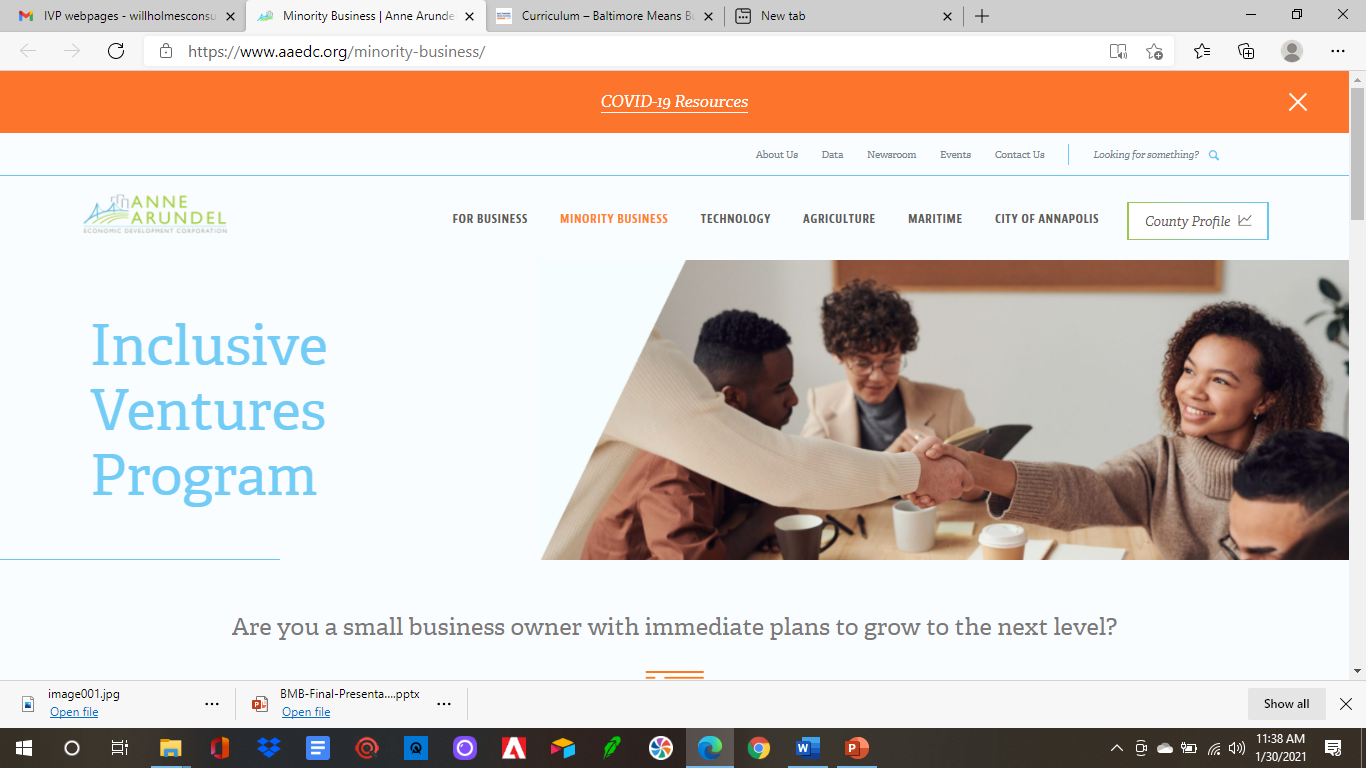 IVP webpages - willholmesconsu
Minority Business | Anne Arunde
Curriculum – Baltimore Means Bu
New tab
https://www.aaedc.org/minority-business/
COVID-19 Resources
About Us Data Newsroom Events Contact Us Looking for something?
ANNE
ARUNDEL
ECONOMIC DEVELOPMENT CORPORATION
FOR BUSINESS MINORITY BUSINESS TECHNOLOGY AGRICULTURE MARITIME CITY OF ANNAPOLIS County Profile
Inclusive
Ventures
Program
Are you a small business owner with immediate plans to grow to the next level?
image001.jpg
Open file
BMB-Final-Presenta....pptx
Open file
Show all
11:38 AM
1/30/2021